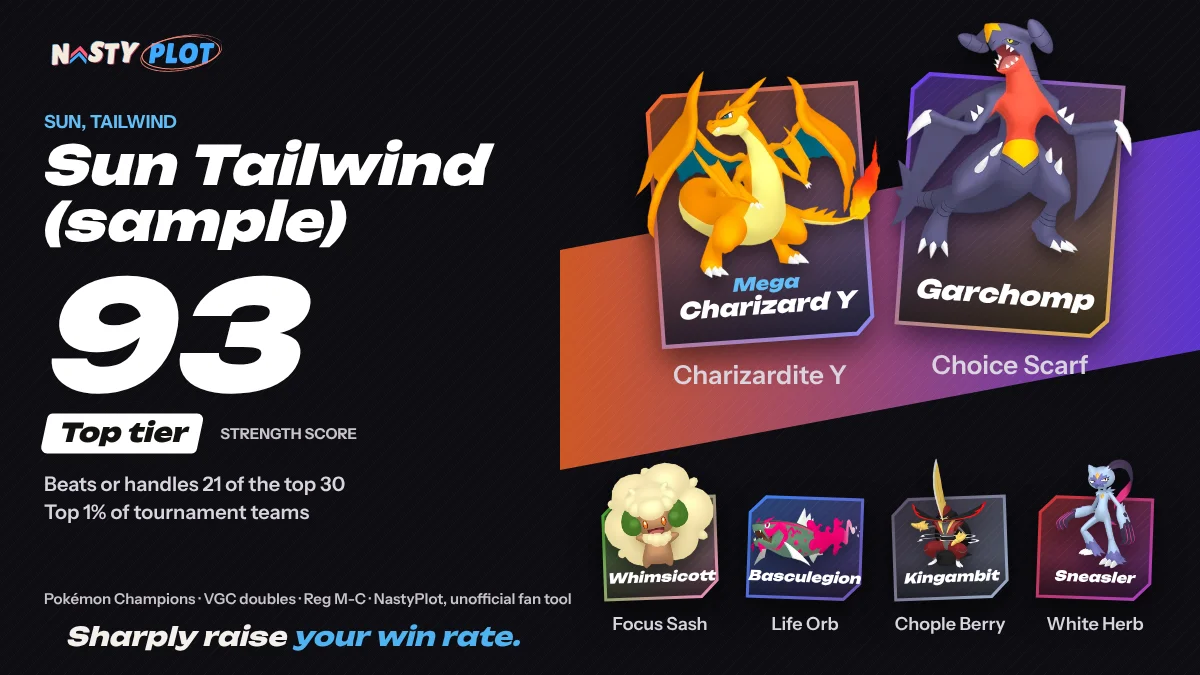 NASTY PLOT
SUN, TAILWIND
Sun Tailwind
(sample)
93
Top tier
STRENGTH SCORE
Beats or handles 21 of the top 30
Top 1% of tournament teams
Pokémon Champions · VGC doubles · Reg M-C · NastyPlot, unofficial fan tool
Sharply raise your win rate.
Mega
Charizard Y
Charizardite Y
Garchomp
Choice Scarf
Whimsicott
Focus Sash
Basculegion
Life Orb
Kingambit
Chople Berry
Sneasler
White Herb